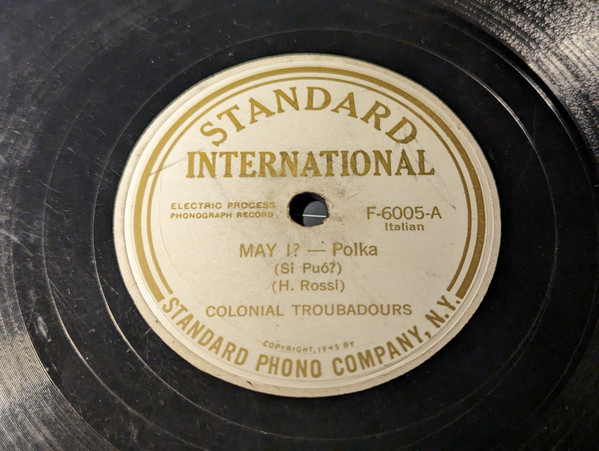 STANDARD
INTERNATIONAL
ELECTRIC PROCESS
PHONOGRAPH RECORD
F-6005-A
Italian
MAY I? — Polka
(Si Puó?)
(H. Rossi)
COLONIAL TROUBADOURS
COPYRIGHT, 1945 BY
STANDARD PHONO COMPANY, N.Y.